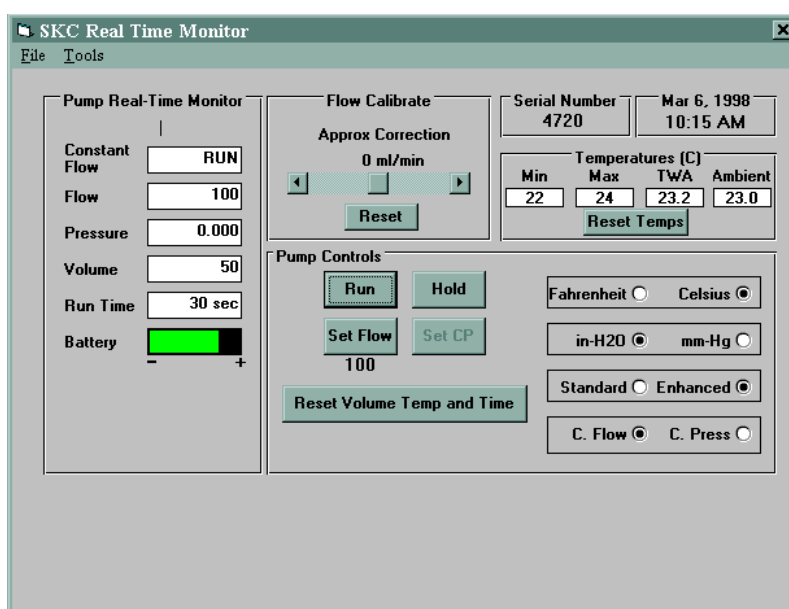 SKC Real Time Monitor
File Tools
Pump Real-Time Monitor
Constant
Flow
RUN
Flow 100
Pressure 0.000
Volume 50
Run Time 30 sec
Battery
- +
Flow Calibrate
Approx Correction
0 ml/min
Reset
Serial Number
4720
Mar 6, 1998
10:15 AM
Temperatures (C)
Min Max TWA Ambient
22 24 23.2 23.0
Reset Temps
Pump Controls
Run Hold
Set Flow Set CP
100
Reset Volume Temp and Time
Fahrenheit Celsius
in-H2O mm-Hg
Standard Enhanced
C. Flow C. Press